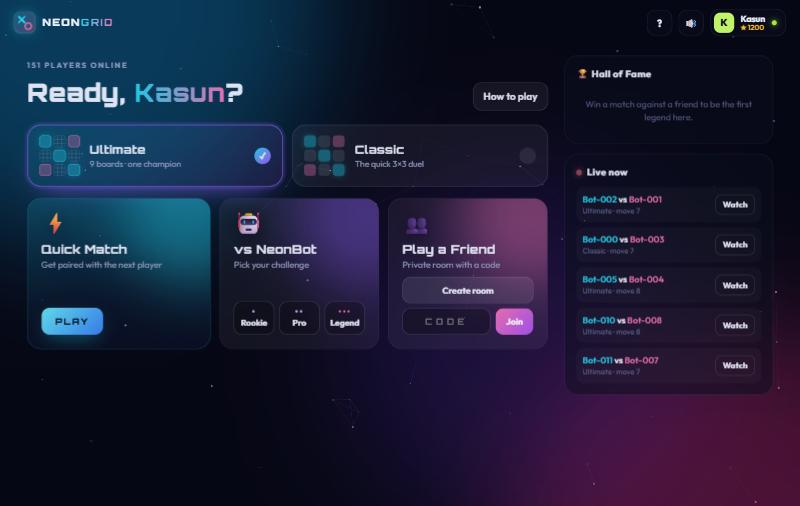 NEONGRID
?
K
Kasun
★1200
151 PLAYERS ONLINE
Ready, Kasun?
How to play
Ultimate
9 boards · one champion
Classic
The quick 3×3 duel
Quick Match
Get paired with the next player
PLAY
vs NeonBot
Pick your challenge
Rookie
Pro
Legend
Play a Friend
Private room with a code
Create room
CODE
Join
Hall of Fame
Win a match against a friend to be the first
legend here.
Live now
Bot-002 vs Bot-001
Ultimate · move 7
Watch
Bot-000 vs Bot-003
Classic · move 7
Watch
Bot-005 vs Bot-004
Ultimate · move 8
Watch
Bot-010 vs Bot-008
Ultimate · move 8
Watch
Bot-011 vs Bot-007
Ultimate · move 7
Watch